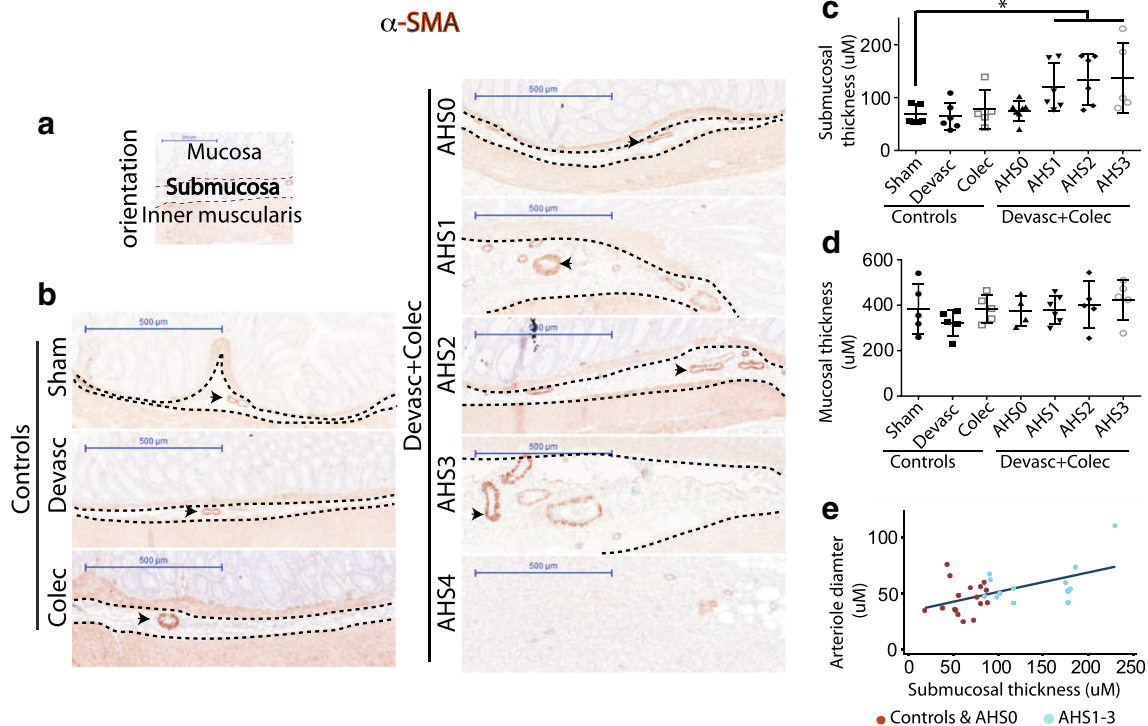 α-SMA
a
orientation
Mucosa
Submucosa
Inner muscularis
b
Controls
Sham
500 µm
Devasc
500 µm
Colec
500 µm
Devasc+Colec
AHS0
500 µm
AHS1
500 µm
AHS2
500 µm
AHS3
500 µm
AHS4
500 µm
c
*
Submucosal
thickness (uM)
200
100
0
Sham
Devasc
Colec
AHS0
AHS1
AHS2
AHS3
Controls
Devasc+Colec
d
Mucosal thickness
(uM)
600
400
200
0
Sham
Devasc
Colec
AHS0
AHS1
AHS2
AHS3
Controls
Devasc+Colec
e
Arteriole diamter
(uM)
100
50
0
0 50 100 150 200 250
Submucosal thickness (uM)
Controls & AHS0 AHS1-3